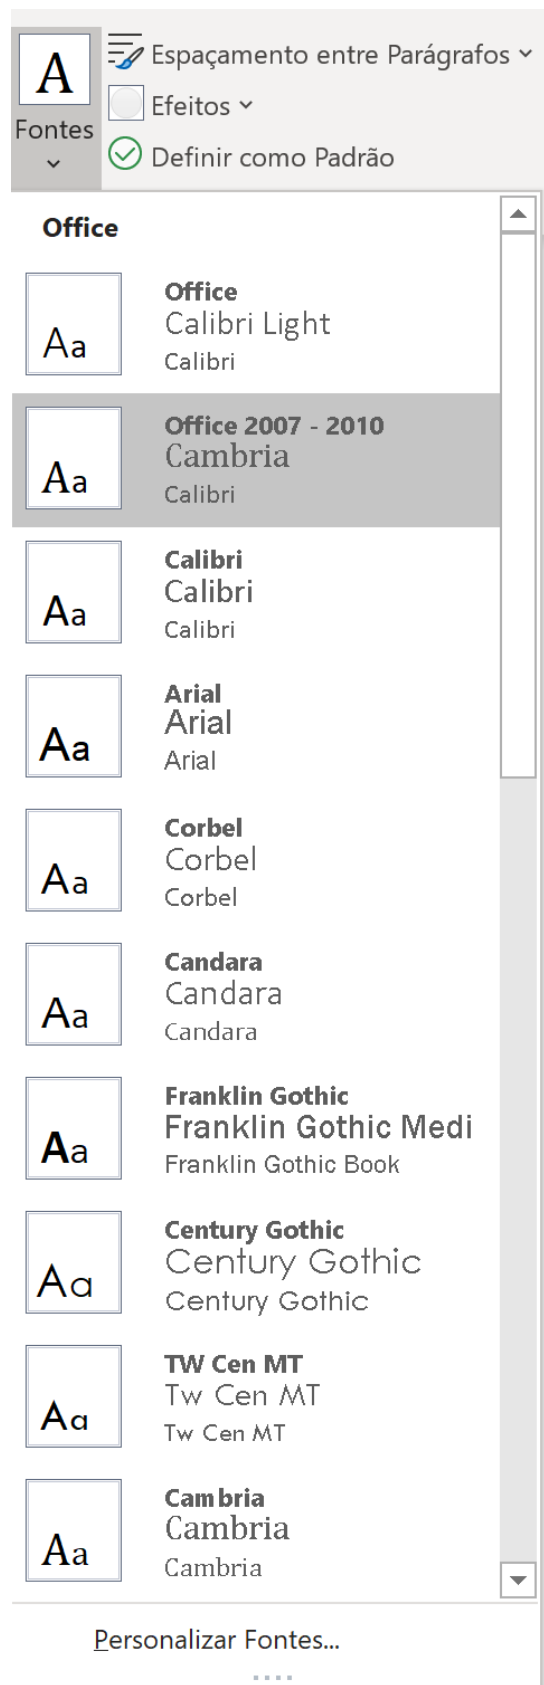 A
Fontes
Espaçamento entre Parágrafos
Efeitos
Definir como Padrão
Office
Aa
Office
Calibri Light
Calibri
Aa
Office 2007 - 2010
Cambria
Calibri
Aa
Calibri
Calibri
Calibri
Aa
Arial
Arial
Arial
Aa
Corbel
Corbel
Corbel
Aa
Candara
Candara
Candara
Aa
Franklin Gothic
Franklin Gothic Medi
Franklin Gothic Book
Aa
Century Gothic
Century Gothic
Century Gothic
Aa
TW Cen MT
Tw Cen MT
Tw Cen MT
Aa
Cambria
Cambria
Cambria
Personalizar Fontes...